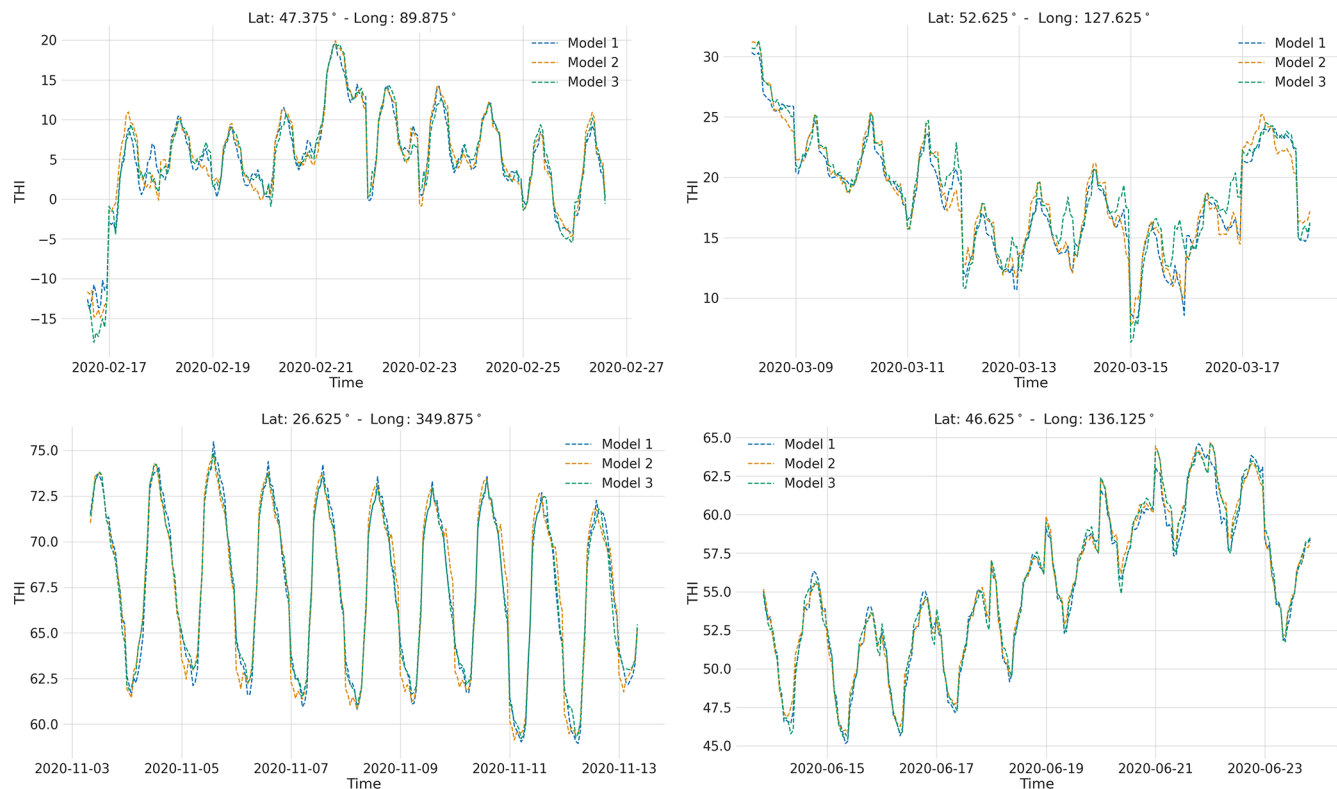 Lat: 47.375° - Long: 89.875°
Model 1
Model 2
Model 3
THI
20
15
10
5
0
−5
−10
−15
2020-02-17 2020-02-19 2020-02-21 2020-02-23 2020-02-25 2020-02-27
Time
Lat: 52.625° - Long: 127.625°
Model 1
Model 2
Model 3
THI
30
25
20
15
10
2020-03-09 2020-03-11 2020-03-13 2020-03-15 2020-03-17
Time
Lat: 26.625° - Long: 349.875°
Model 1
Model 2
Model 3
THI
75.0
72.5
70.0
67.5
65.0
62.5
60.0
2020-11-03 2020-11-05 2020-11-07 2020-11-09 2020-11-11 2020-11-13
Time
Lat: 46.625° - Long: 136.125°
Model 1
Model 2
Model 3
THI
65.0
62.5
60.0
57.5
55.0
52.5
50.0
47.5
45.0
2020-06-15 2020-06-17 2020-06-19 2020-06-21 2020-06-23
Time